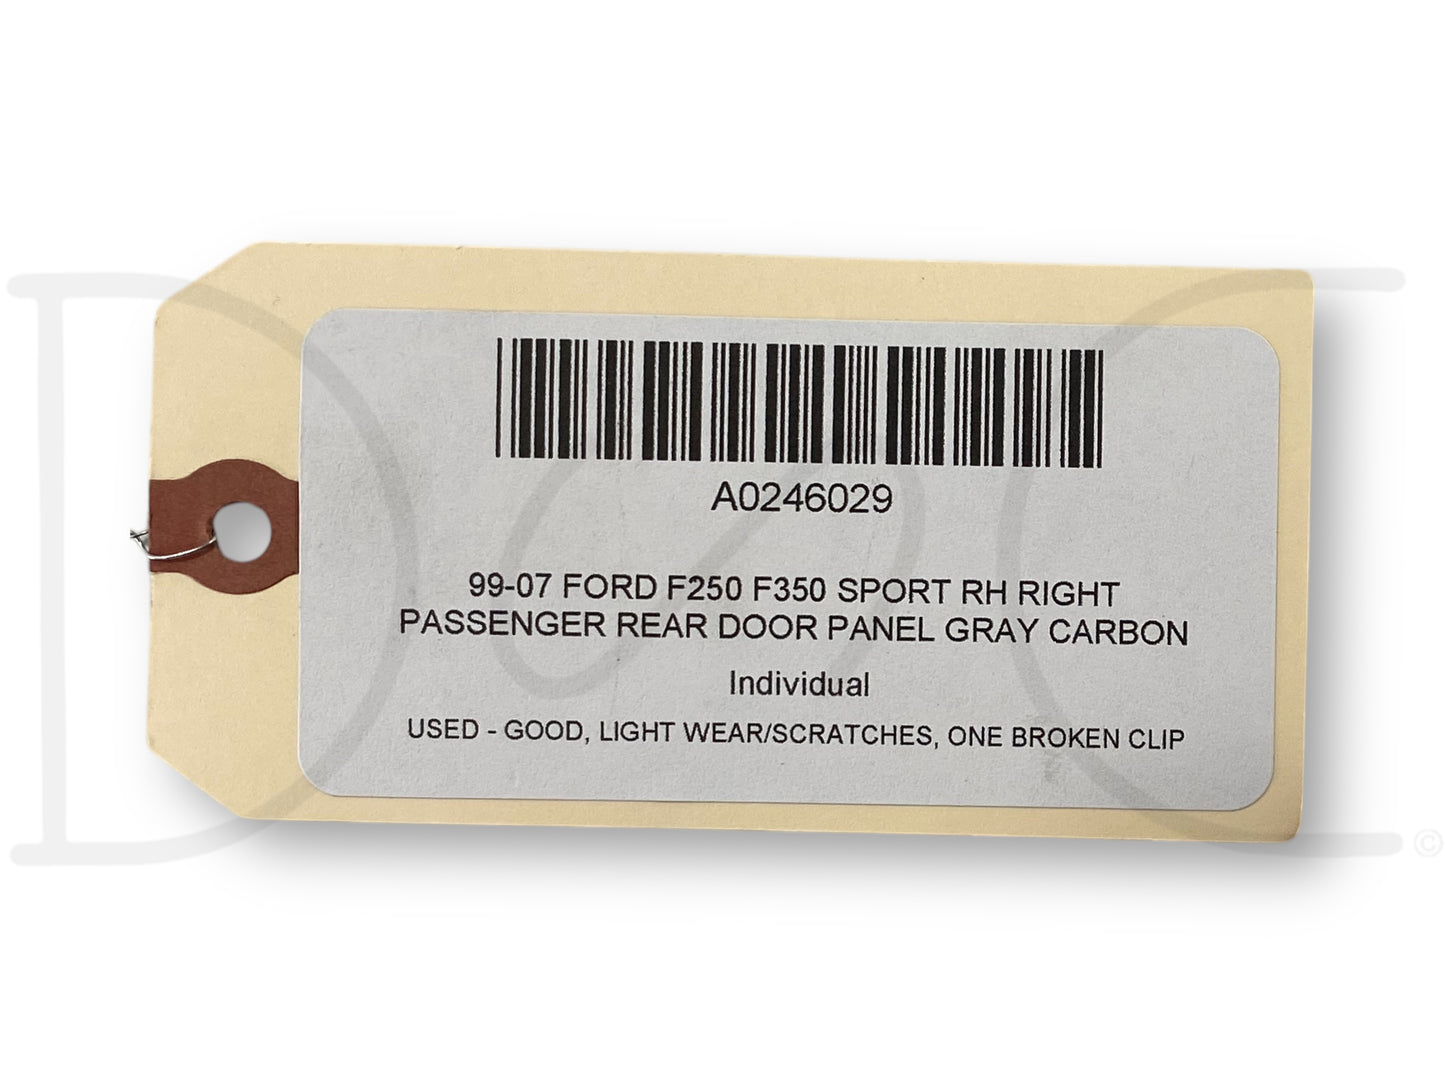 A0246029
99-07 FORD F250 F350 SPORT RH RIGHT
PASSENGER REAR DOOR PANEL GRAY CARBON
Individual
USED - GOOD, LIGHT WEAR/SCRATCHES, ONE BROKEN CLIP
D C ©